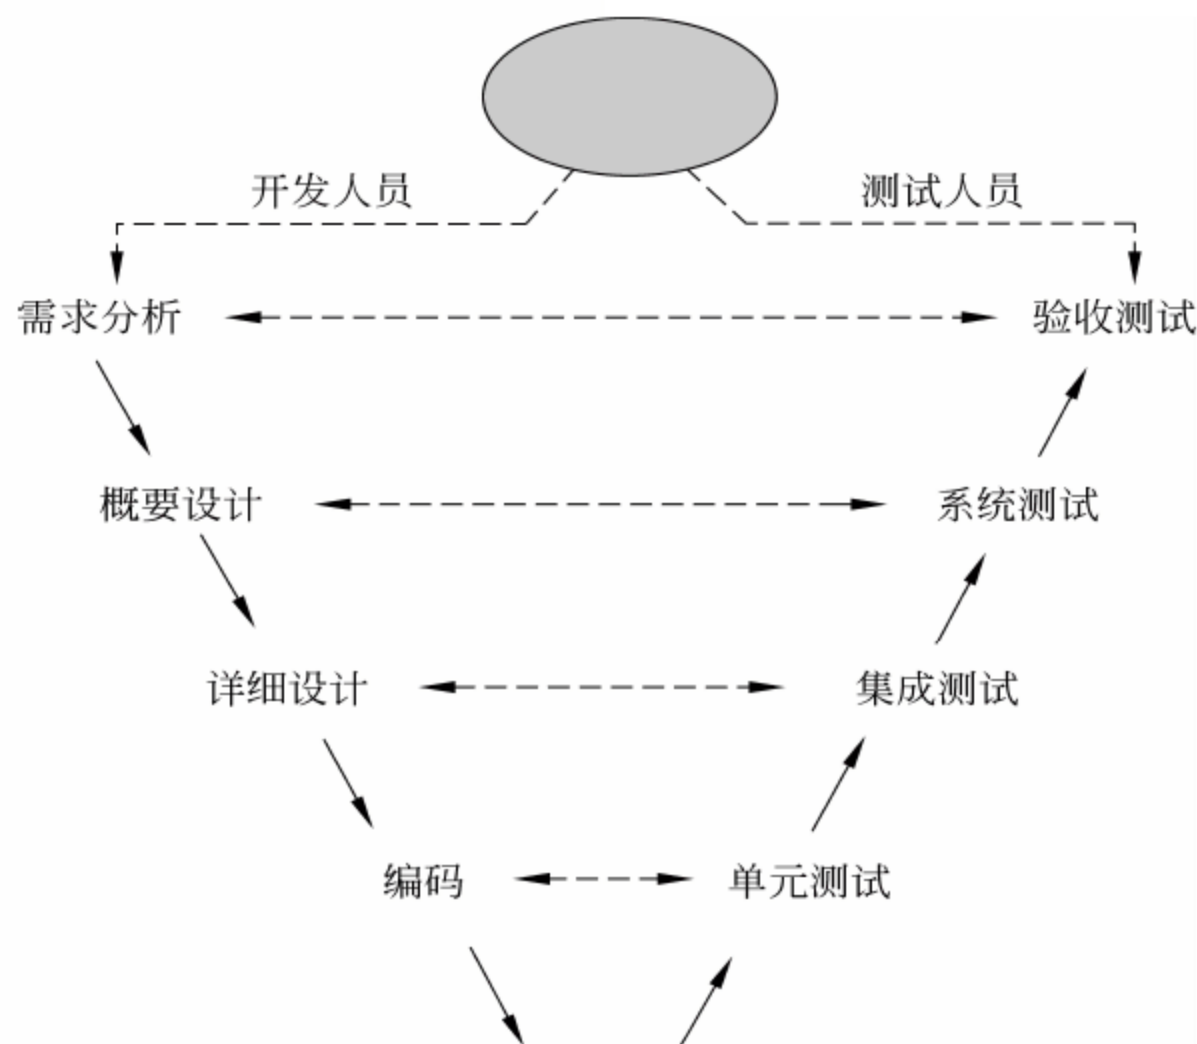 开发人员
测试人员
需求分析
验收测试
概要设计
系统测试
详细设计
集成测试
编码
单元测试